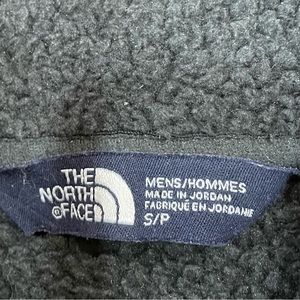 THE
NORTH
FACE
MENS/HOMMES
MADE IN JORDAN
FABRIQUÉ EN JORDANIE
S/P